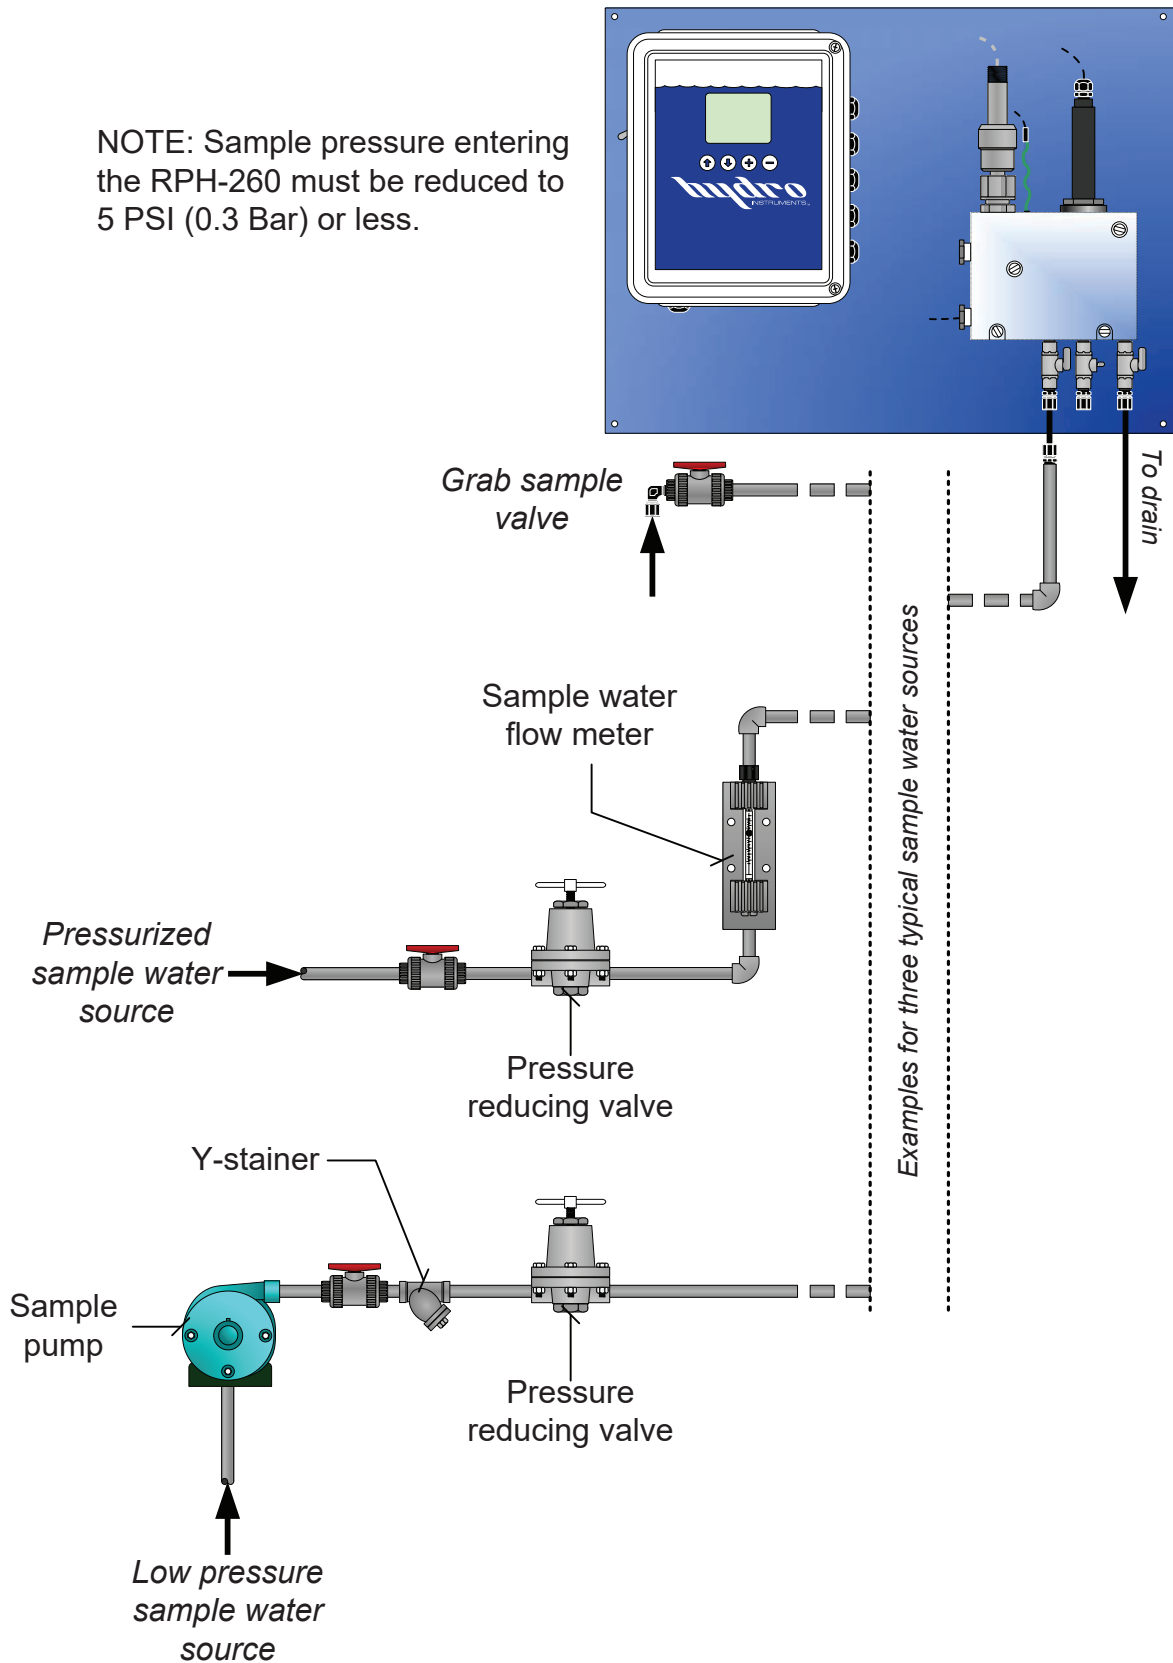 NOTE: Sample pressure entering
the RPH-260 must be reduced to
5 PSI (0.3 Bar) or less.
hydro
INSTRUMENTS
Grab sample
valve
To drain
Sample water
flow meter
Examples for three typical sample water sources
Pressurized
sample water
source
Pressure
reducing valve
Y-stainer
Sample
pump
Pressure
reducing valve
Low pressure
sample water
source